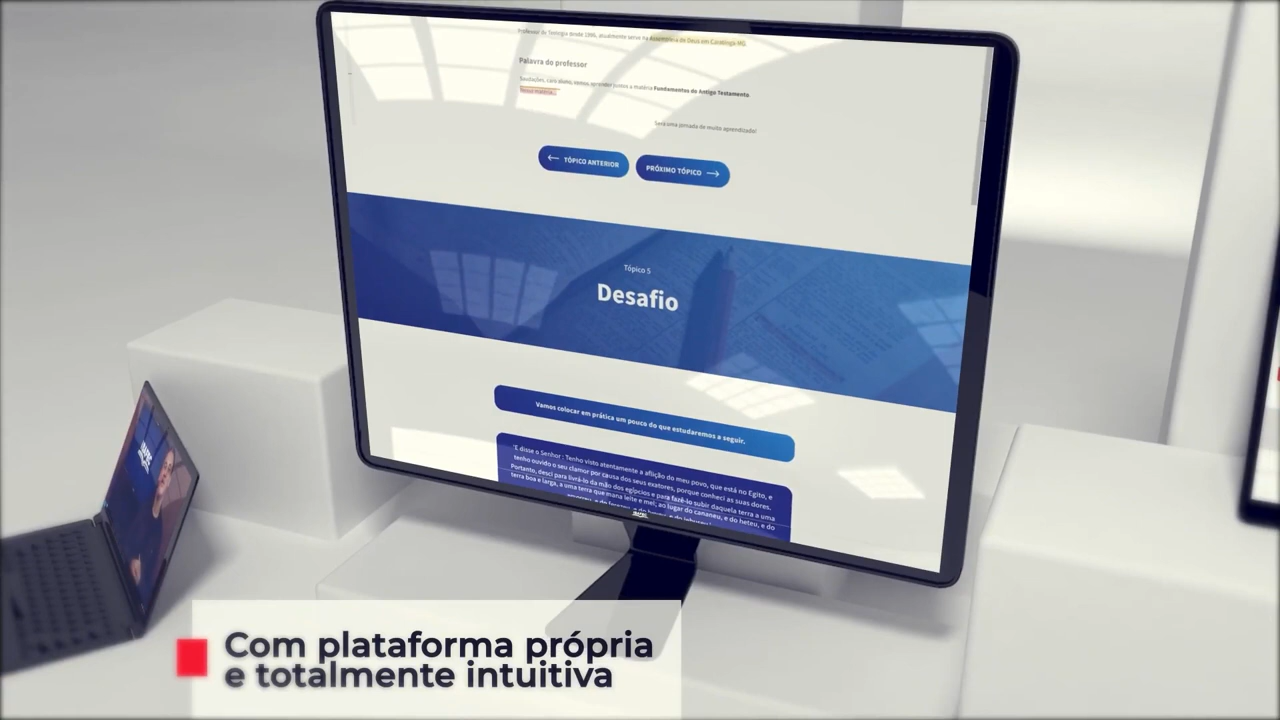 Professor de Teologia desde 1996, atualmente serve na Assembleia de Deus em Caratinga-MG.
Palavra do professor
Saudações, caro aluno, vamos aprender juntos a matéria Fundamentos do Antigo Testamento.
Nossa matéria...
Será uma jornada de muito aprendizado!
← TÓPICO ANTERIOR
PRÓXIMO TÓPICO →
Tópico 5
Desafio
Vamos colocar em prática um pouco do que estudaremos a seguir.
"E disse o Senhor : Tenho visto atentamente a aflição do meu povo, que está no Egito, e
tenho ouvido o seu clamor por causa dos seus exatores, porque conheci as suas dores.
Portanto, desci para livrá-lo da mão dos egípcios e para fazê-lo subir daquela terra a uma
terra boa e larga, a uma terra que mana leite e mel; ao lugar do cananeu, e do heteu, e do
Com plataforma própria
e totalmente intuitiva